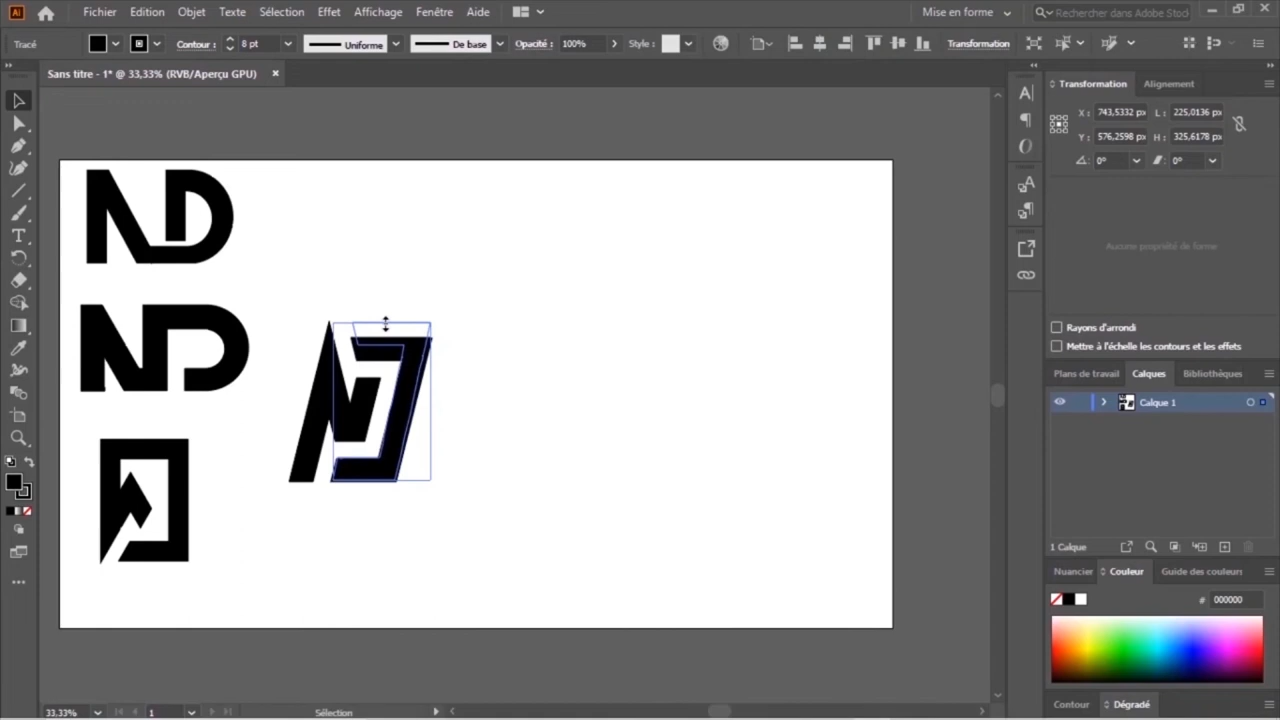 Ai Fichier Edition Objet Texte Sélection Effet Affichage Fenêtre Aide Mise en forme Rechercher dans Adobe Stock
Tracé Contour : 8 pt Uniforme De base Opacité : 100% Style : Transformation
Sans titre - 1* @ 33,33% (RVB/Aperçu GPU) ×
Transformation Alignement
X : 743,5332 px L : 225,0136 px
Y : 576,2598 px H : 325,6178 px
0° 0°
Aucune propriété de forme
ND
ND
Rayons d'arrondi
Mettre à l'échelle les contours et les effets
Plans de travail Calques Bibliothèques
Calque 1
1 Calque
Nuancier Couleur Guide des couleurs
# 000000
Contour Dégradé
33,33% 1 Sélection